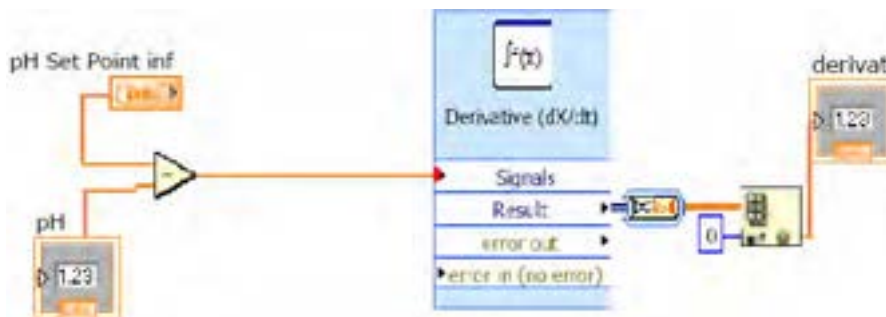 pH Set Point inf
Derivative (dX/dt)
derivat
1.23
Signals
Result
error out
error in (no error)
0
pH
1.23